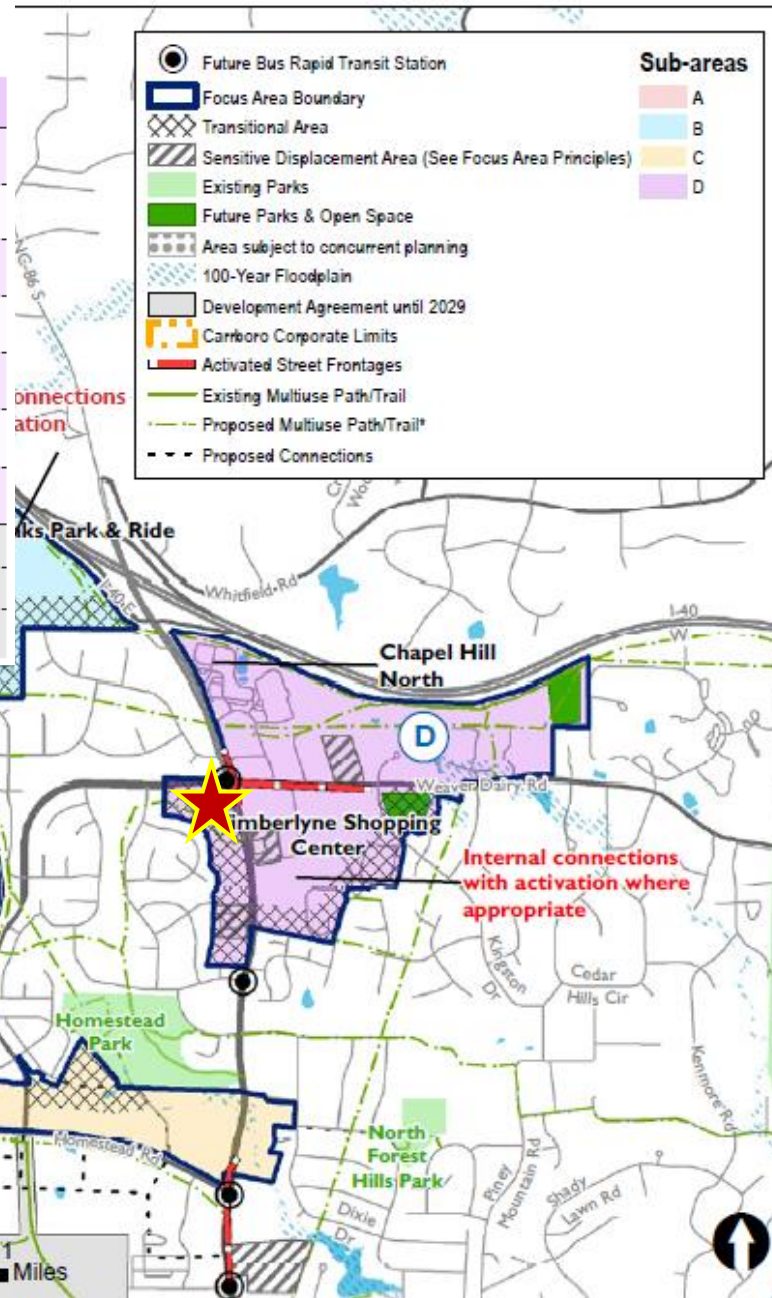 Future Bus Rapid Transit Station
Focus Area Boundary
Transitional Area
Sensitive Displacement Area (See Focus Area Principles)
Existing Parks
Future Parks & Open Space
Area subject to concurrent planning
100-Year Floodplain
Development Agreement until 2029
Carrboro Corporate Limits
Activated Street Frontages
Existing Multiuse Path/Trail
Proposed Multiuse Path/Trail*
Proposed Connections
Sub-areas
A
B
C
D
NC-86 S
onnections
ation
aks Park & Ride
I-40 E
Whitfield Rd
I-40
W
Chapel Hill
North
D
Weaver Dairy Rd
imberlyne Shopping
Center
Internal connections
with activation where
appropriate
Kingston
Dr
Cedar
Hills Cir
Kenmore Rd
Homestead
Park
Homestead Rd
North
Forest
Hills Park
Piney
Mountain Rd
Shady
Lawn Rd
Dixie
Dr
1
Miles